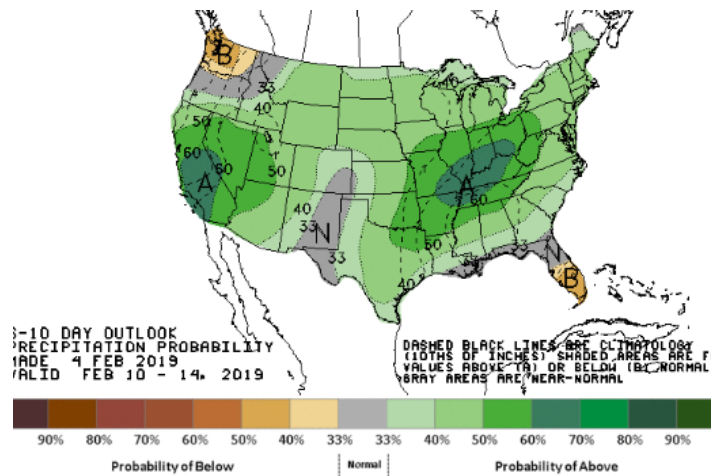 B
33
40
50
60
60
A
50
40
33
N
33
A
60
50
40
33
N
B
6-10 DAY OUTLOOK
PRECIPITATION PROBABILITY
MADE 4 FEB 2019
VALID FEB 10 - 14, 2019
DASHED BLACK LINES ARE CLIMATOLOGY
(10THS OF INCHES) SHADED AREAS ARE F
VALUES ABOVE (A) OR BELOW (B) NORMAL
GRAY AREAS ARE NEAR-NORMAL
90% 80% 70% 60% 50% 40% 33% 33% 40% 50% 60% 70% 80% 90%
Probability of Below Normal Probability of Above